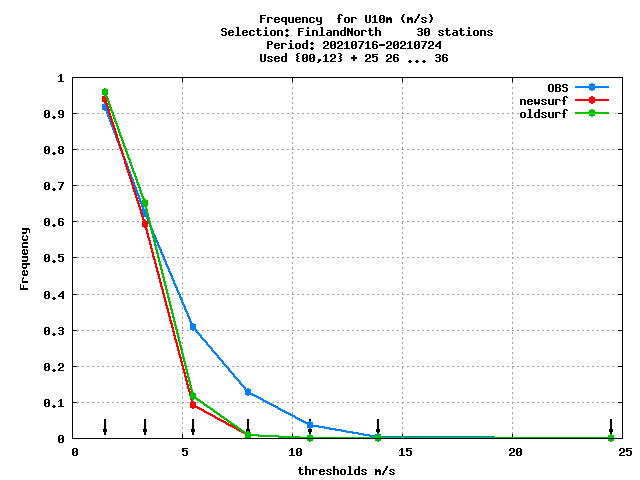 Frequency  for U10m (m/s)
Selection: FinlandNorth     30 stations
Period: 20210716-20210724
Used {00,12} + 25 26 ... 36
OBS
newsurf
oldsurf
1
0.9
0.8
0.7
0.6
0.5
0.4
0.3
0.2
0.1
0
Frequency
0 5 10 15 20 25
thresholds m/s